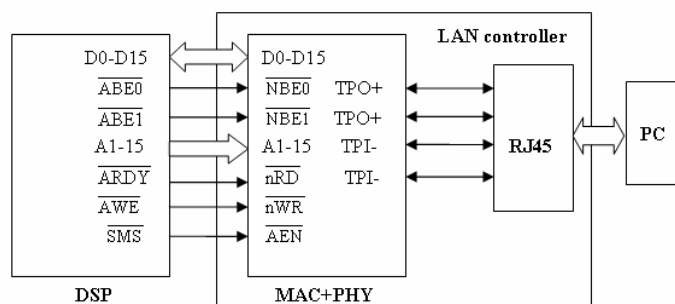 LAN controller
D0-D15 D0-D15
ABE0 NBE0 TPO+
ABE1 NBE1 TPO+
A1-15 A1-15 TPI-
ARDY nRD TPI-
AWE nWR
SMS AEN
RJ45
PC
DSP
MAC+PHY